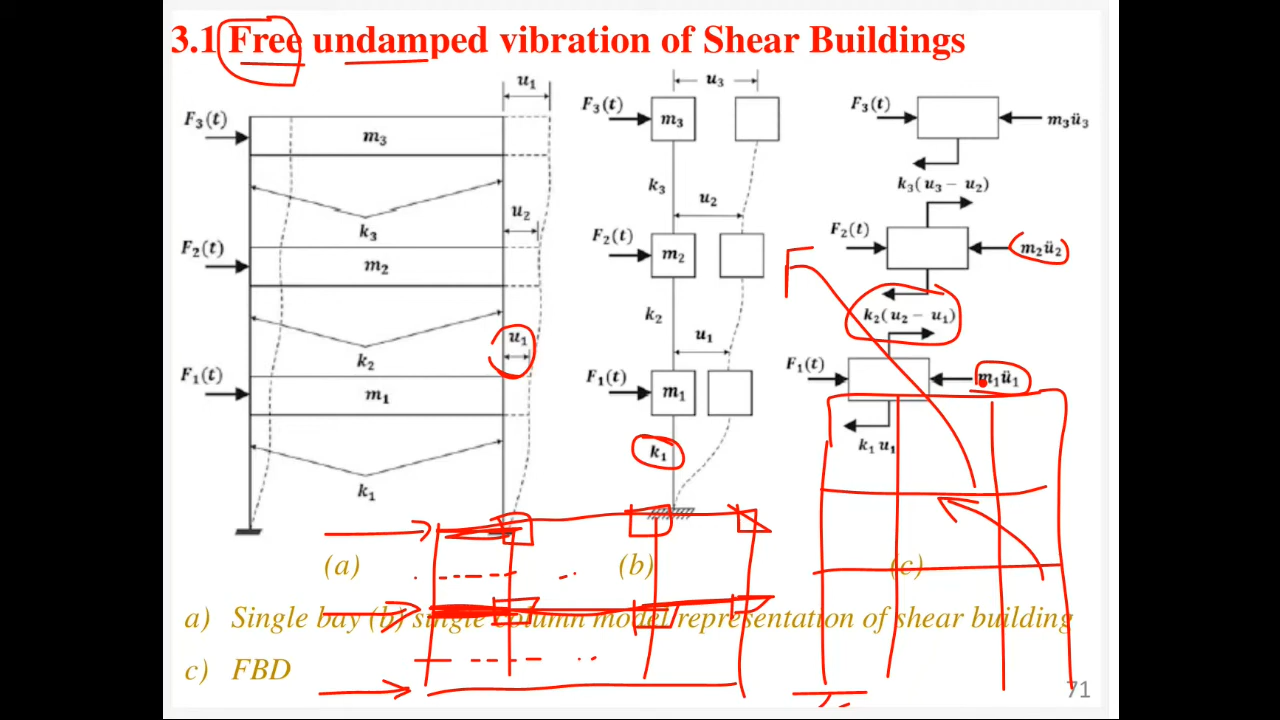 3.1 Free undamped vibration of Shear Buildings
u₁
F₃(t)
m₃
k₃
u₂
F₂(t)
m₂
k₂
u₁
F₁(t)
m₁
k₁
u₃
F₃(t)
m₃
k₃
u₂
F₂(t)
m₂
k₂
u₁
F₁(t)
m₁
k₁
F₃(t)
m₃ü₃
k₃( u₃ − u₂)
F₂(t)
m₂ü₂
k₂( u₂ − u₁)
F₁(t)
m₁ü₁
k₁ u₁
(a)
(b)
(c)
a) Single bay (b) single column model representation of shear building
c) FBD
71